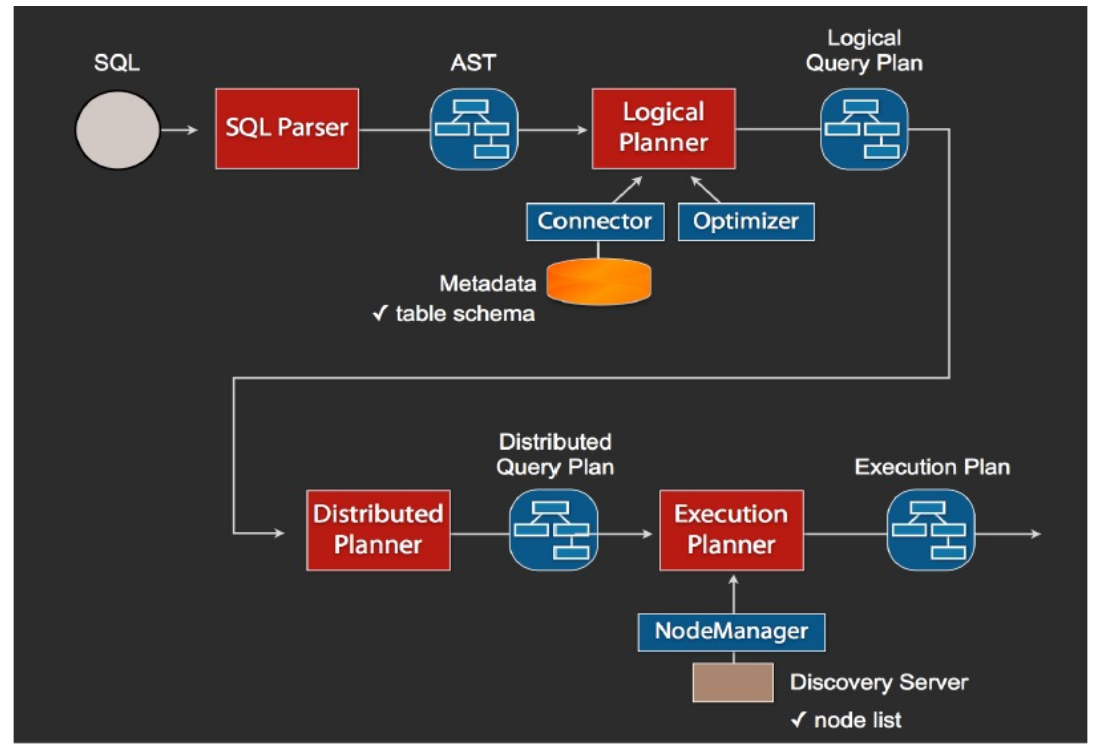 SQL
AST
Logical
Query Plan
SQL Parser
Logical
Planner
Connector
Optimizer
Metadata
✓ table schema
Distributed
Query Plan
Execution Plan
Distributed
Planner
Execution
Planner
NodeManager
Discovery Server
✓ node list